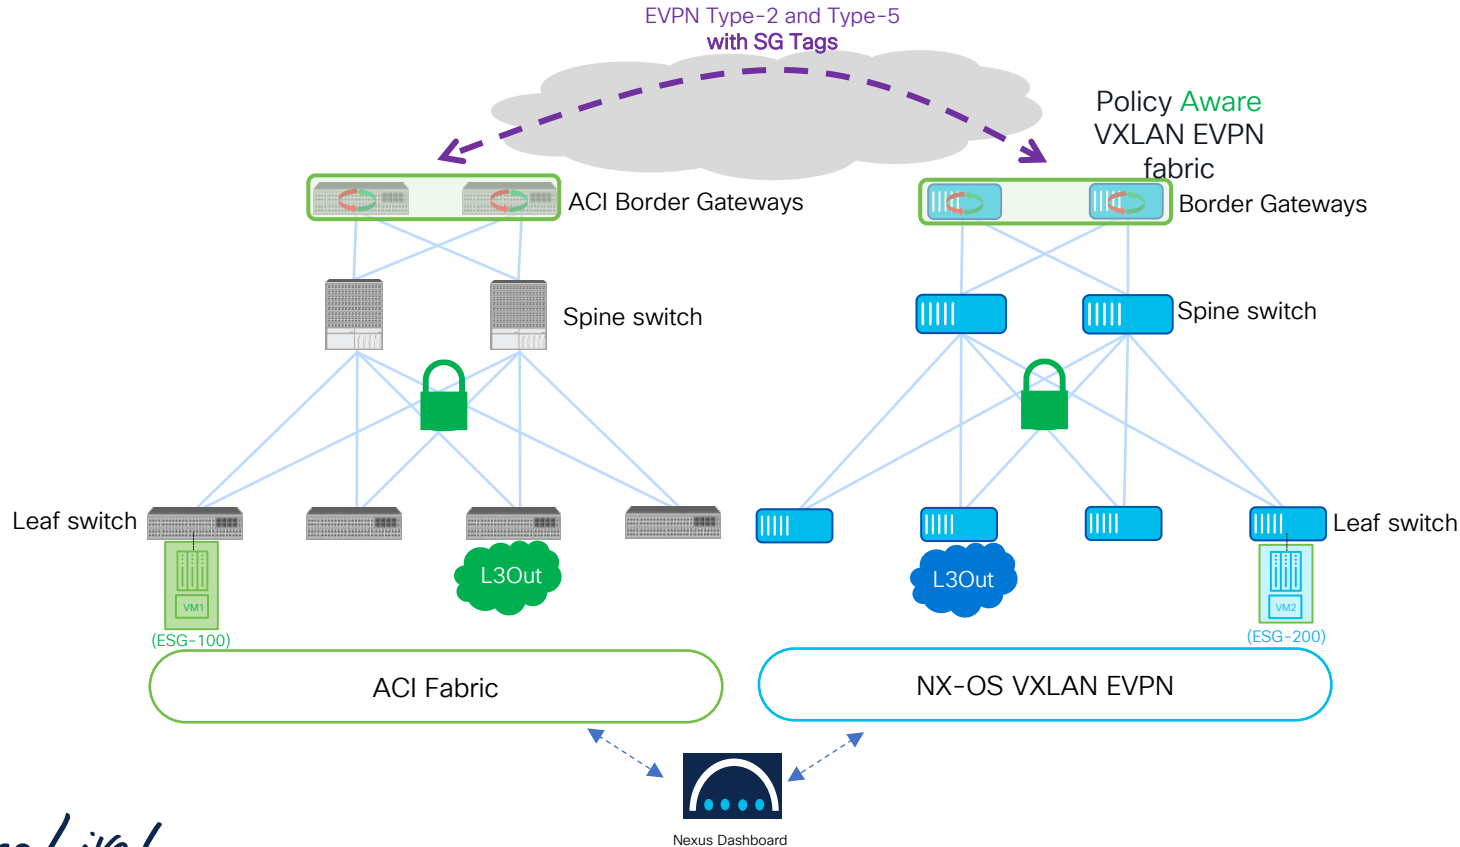 EVPN Type-2 and Type-5
with SG Tags
Policy Aware
VXLAN EVPN
fabric
ACI Border Gateways
Border Gateways
Spine switch
Spine switch
Leaf switch
Leaf switch
L3Out
L3Out
VM1
VM2
(ESG-100)
(ESG-200)
ACI Fabric
NX-OS VXLAN EVPN
Nexus Dashboard